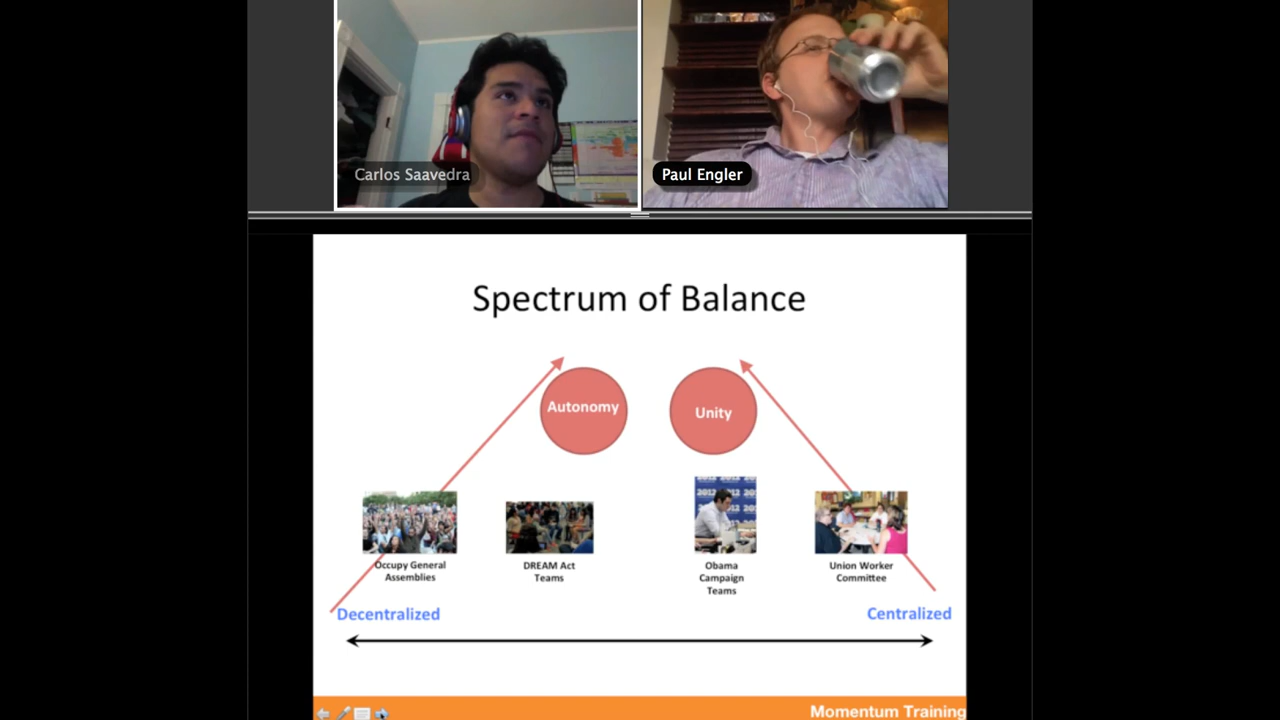 Carlos Saavedra
Paul Engler
Spectrum of Balance
Autonomy
Unity
Occupy General
Assemblies
DREAM Act
Teams
Obama
Campaign
Teams
Union Worker
Committee
Decentralized
Centralized
Momentum Training